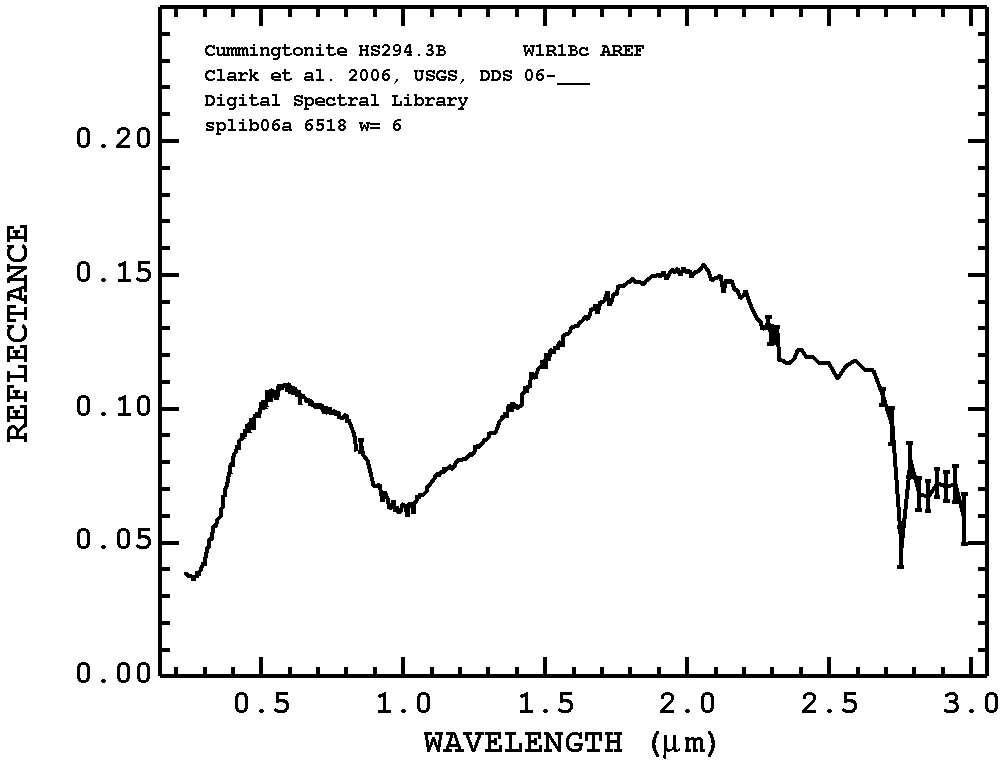 Cummingtonite HS294.3B W1R1Bc AREF
Clark et al. 2006, USGS, DDS 06-___
Digital Spectral Library
splib06a 6518 w= 6
0.20
0.15
0.10
0.05
0.00
REFLECTANCE
0.5 1.0 1.5 2.0 2.5 3.0
WAVELENGTH (μm)